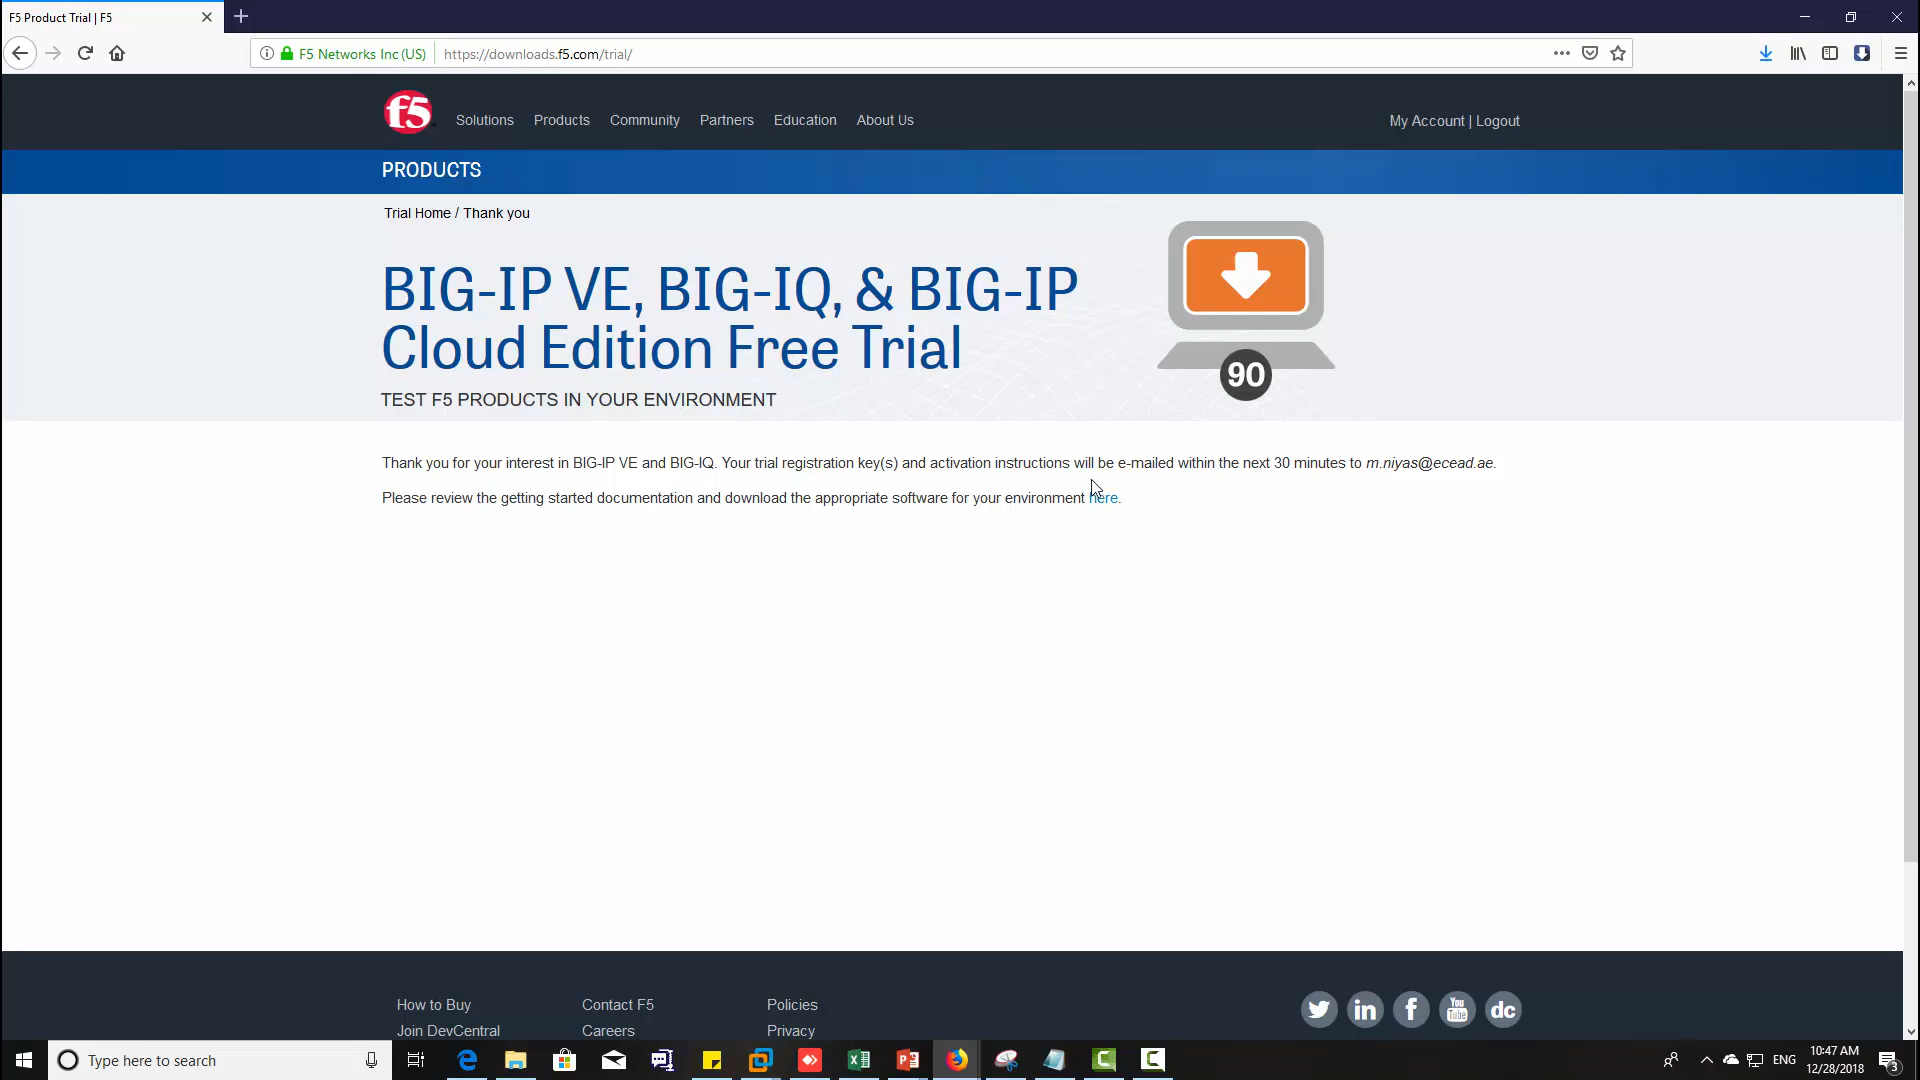 F5 Product Trial | F5
F5 Networks Inc (US)
https://downloads.f5.com/trial/
f5
Solutions
Products
Community
Partners
Education
About Us
My Account | Logout
PRODUCTS
Trial Home / Thank you
BIG-IP VE, BIG-IQ, & BIG-IP
Cloud Edition Free Trial
90
TEST F5 PRODUCTS IN YOUR ENVIRONMENT
Thank you for your interest in BIG-IP VE and BIG-IQ. Your trial registration key(s) and activation instructions will be e-mailed within the next 30 minutes to m.niyas@ecead.ae.
Please review the getting started documentation and download the appropriate software for your environment here.
How to Buy
Contact F5
Policies
in
f
You
Tube
dc
Join DevCentral
Careers
Privacy
Type here to search
ENG
10:47 AM
12/28/2018
3